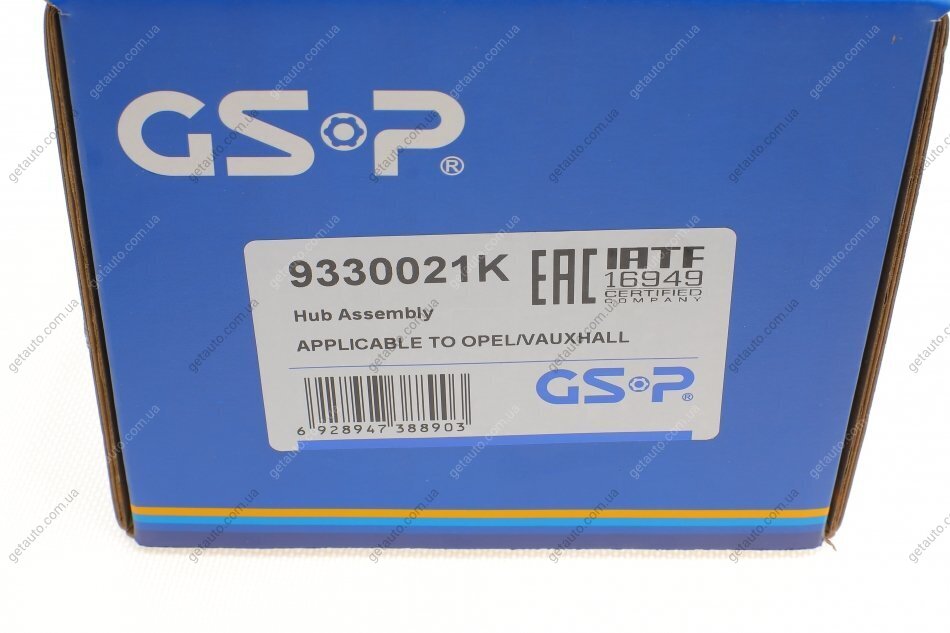 GSP®
9330021K
EAC
IATF
16949
CERTIFIED
COMPANY
Hub Assembly
APPLICABLE TO OPEL/VAUXHALL
GSP®
6 928947 388903
getauto.com.ua